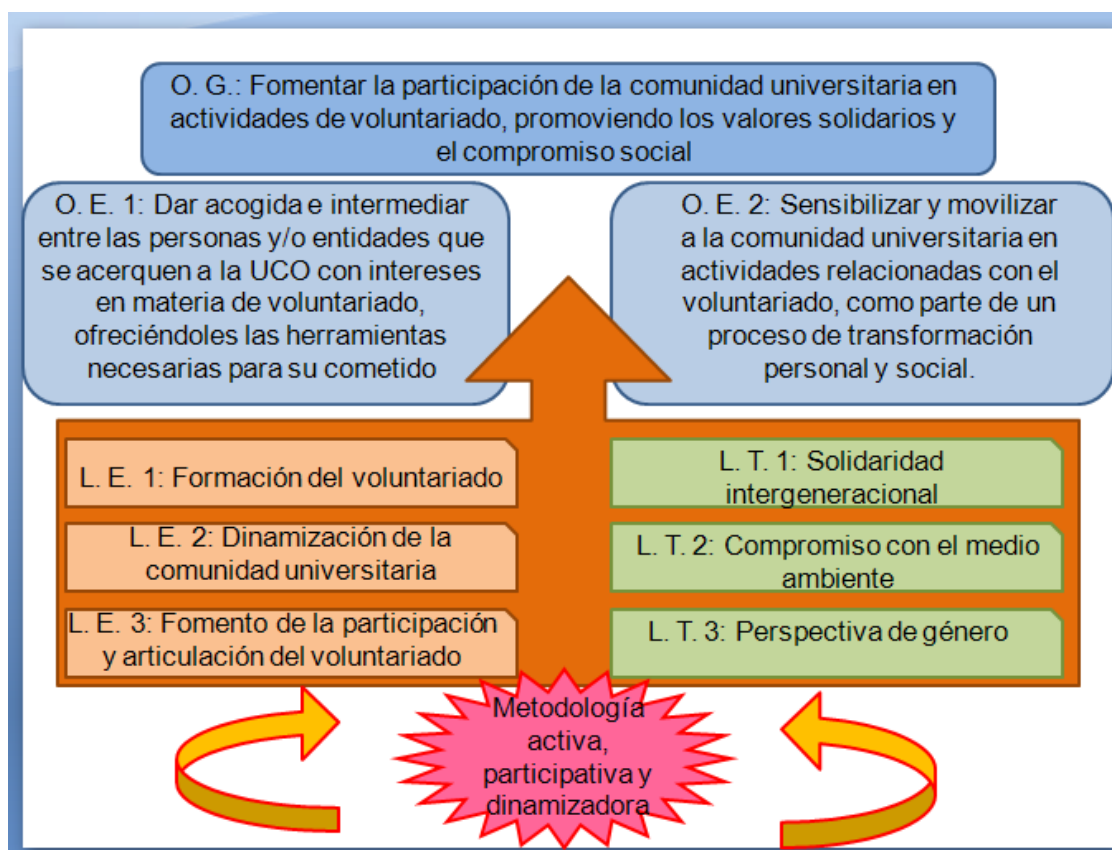 O. G.: Fomentar la participación de la comunidad universitaria en
actividades de voluntariado, promoviendo los valores solidarios y
el compromiso social
O. E. 1: Dar acogida e intermediar
entre las personas y/o entidades que
se acerquen a la UCO con intereses
en materia de voluntariado,
ofreciéndoles las herramientas
necesarias para su cometido
O. E. 2: Sensibilizar y movilizar
a la comunidad universitaria en
actividades relacionadas con el
voluntariado, como parte de un
proceso de transformación
personal y social.
L. E. 1: Formación del voluntariado
L. E. 2: Dinamización de la
comunidad universitaria
L. E. 3: Fomento de la participación
y articulación del voluntariado
L. T. 1: Solidaridad
intergeneracional
L. T. 2: Compromiso con el medio
ambiente
L. T. 3: Perspectiva de género
Metodología
activa,
participativa y
dinamizadora